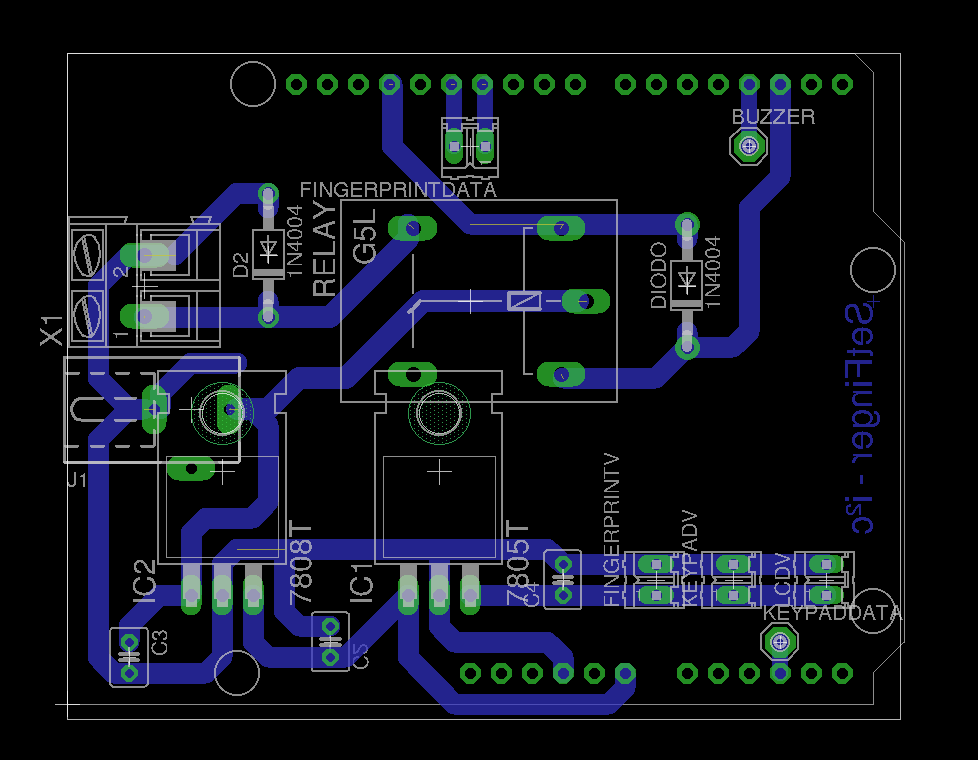 BUZZER
FINGERPRINTDATA
G5L
RELAY
1N4004
D2
DIODO
1N4004
2
1
X1
SetFinger - i²c
J1
FINGERPRINTV
KEYPADV
LCDV
7808T
7805T
IC2
IC1
C4
KEYPADDATA
C3
C5